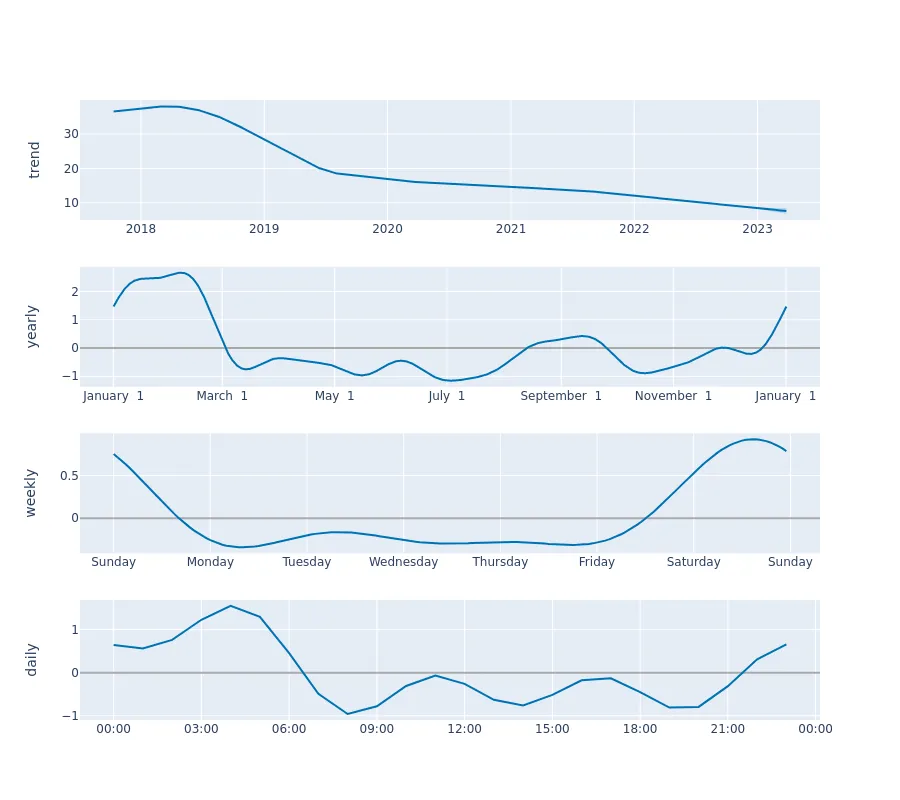 trend
30
20
10
2018 2019 2020 2021 2022 2023
yearly
2
1
0
−1
January 1 March 1 May 1 July 1 September 1 November 1 January 1
weekly
0.5
0
Sunday Monday Tuesday Wednesday Thursday Friday Saturday Sunday
daily
1
0
−1
00:00 03:00 06:00 09:00 12:00 15:00 18:00 21:00 00:00